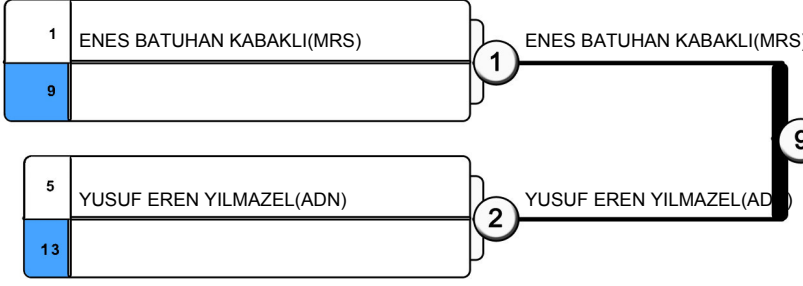 1
ENES BATUHAN KABAKLI(MRS)
1
ENES BATUHAN KABAKLI(MRS)
9
9
5
YUSUF EREN YILMAZEL(ADN)
2
YUSUF EREN YILMAZEL(ADN)
13